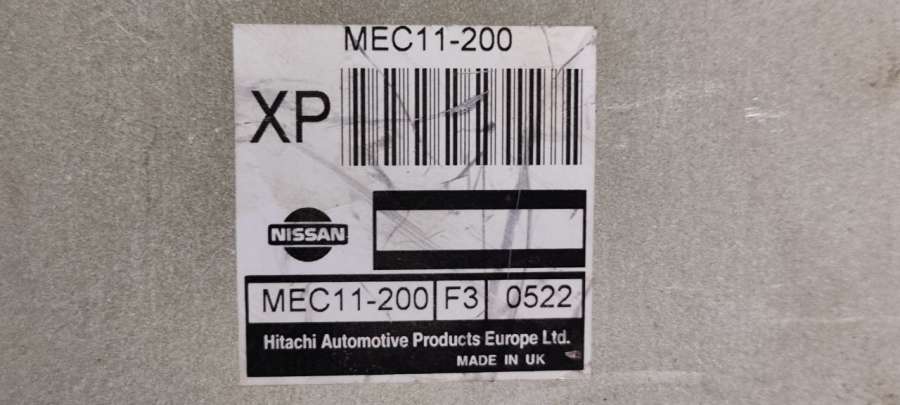 MEC11-200
XP
NISSAN
MEC11-200 F3 0522
Hitachi Automotive Products Europe Ltd.
MADE IN UK